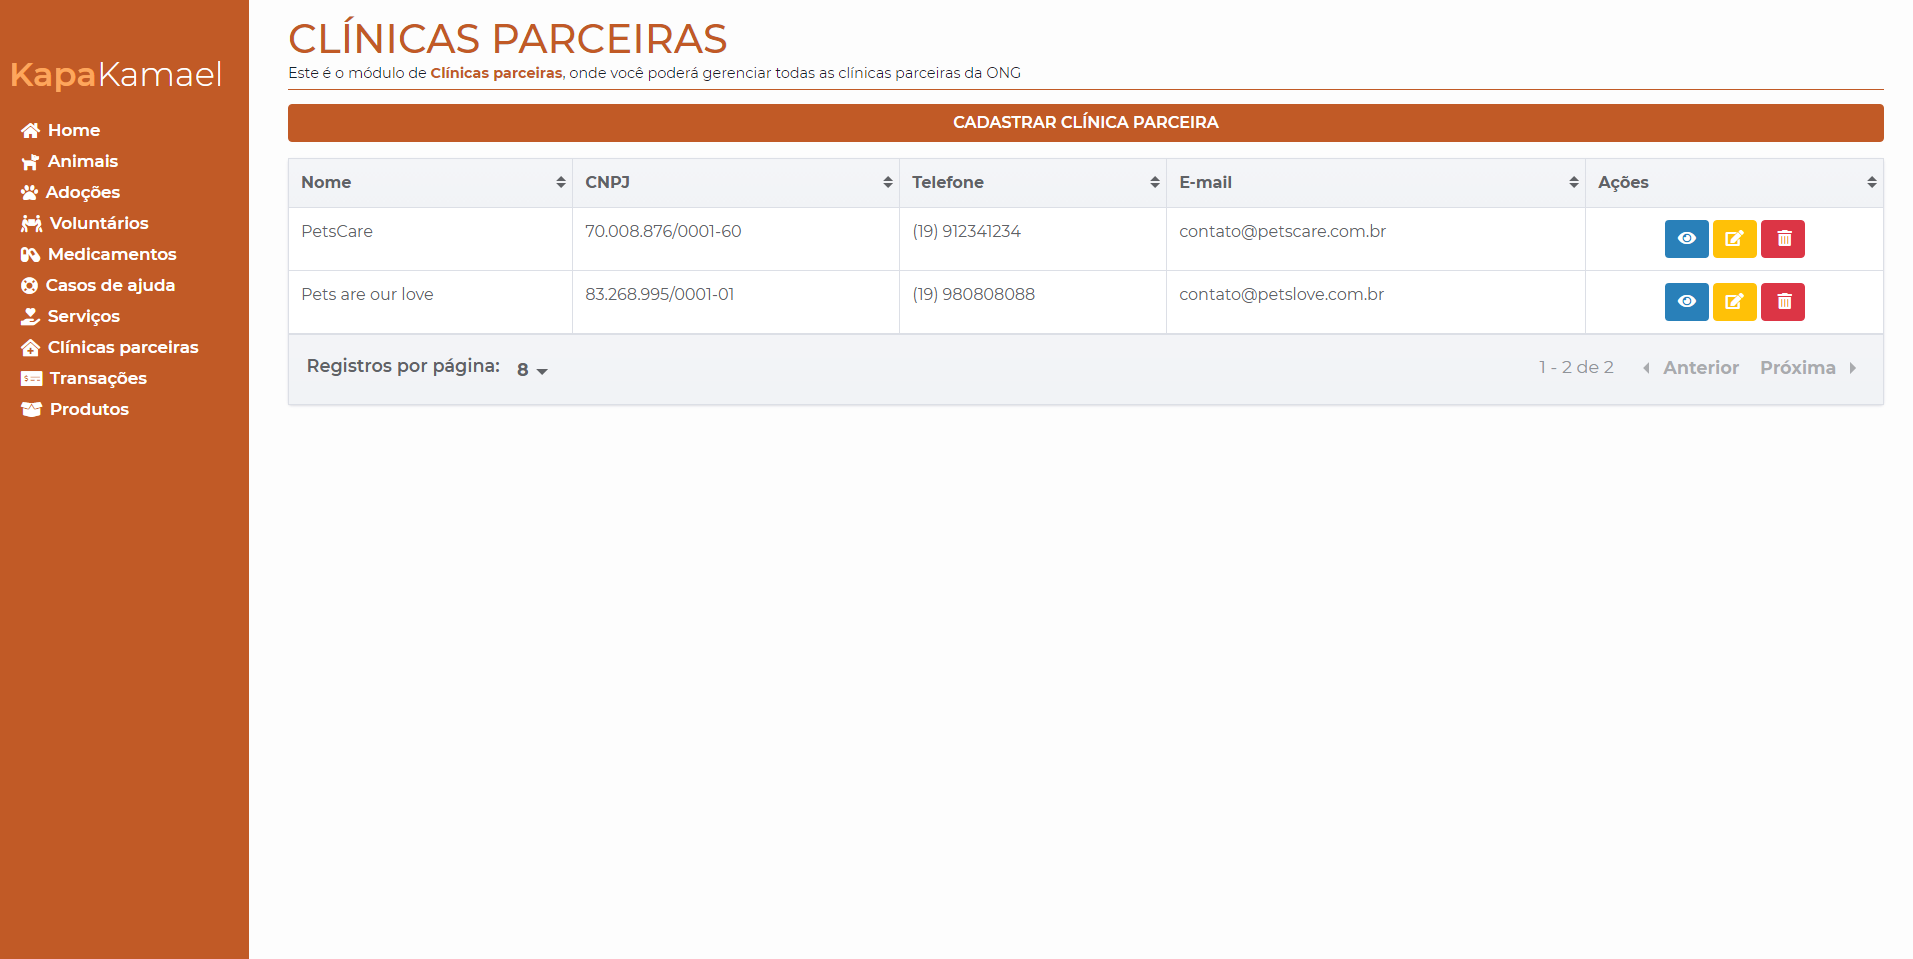 KapaKamael
Home
Animais
Adoções
Voluntários
Medicamentos
Casos de ajuda
Serviços
Clínicas parceiras
Transações
Produtos
CLÍNICAS PARCEIRAS
Este é o módulo de Clínicas parceiras, onde você poderá gerenciar todas as clínicas parceiras da ONG
CADASTRAR CLÍNICA PARCEIRA
Nome CNPJ Telefone E-mail Ações
PetsCare 70.008.876/0001-60 (19) 912341234 contato@petscare.com.br
Pets are our love 83.268.995/0001-01 (19) 980808088 contato@petslove.com.br
Registros por página: 8 1 - 2 de 2 Anterior Próxima